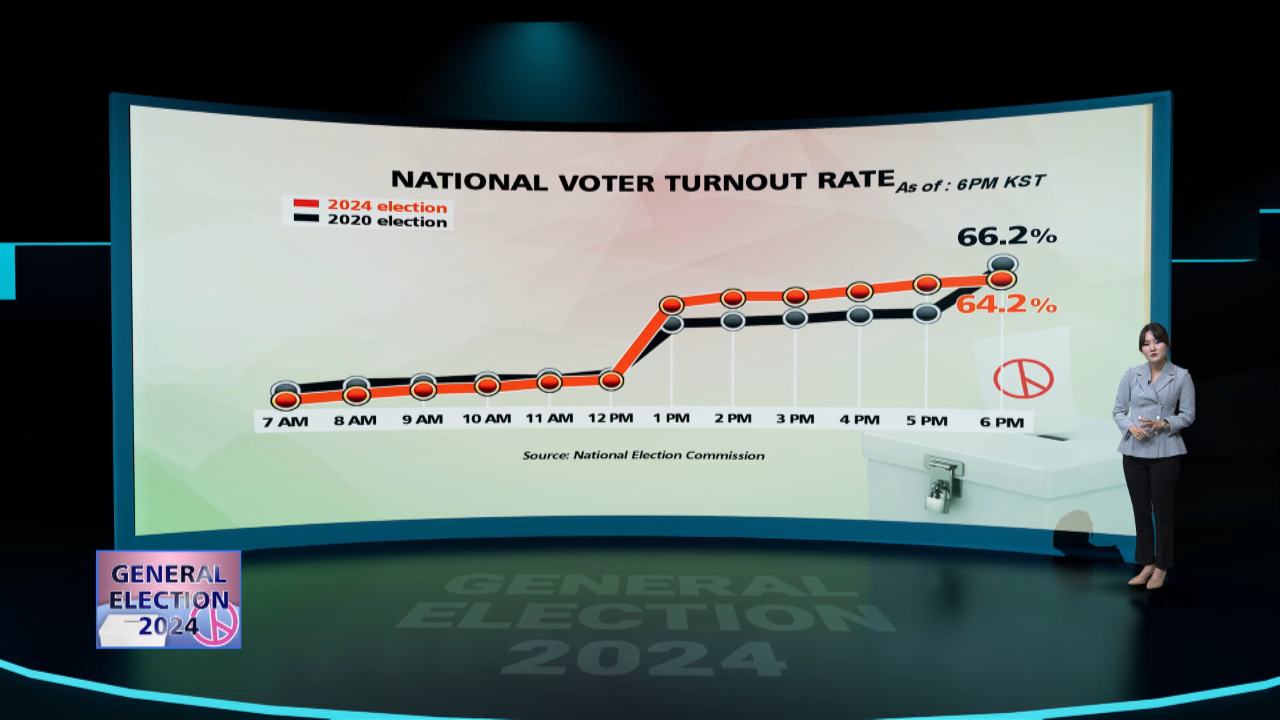 NATIONAL VOTER TURNOUT RATE As of : 6PM KST
2024 election
2020 election
66.2%
64.2%
7 AM 8 AM 9 AM 10 AM 11 AM 12 PM 1 PM 2 PM 3 PM 4 PM 5 PM 6 PM
Source: National Election Commission
GENERAL
ELECTION
2024
GENERAL
ELECTION
2024